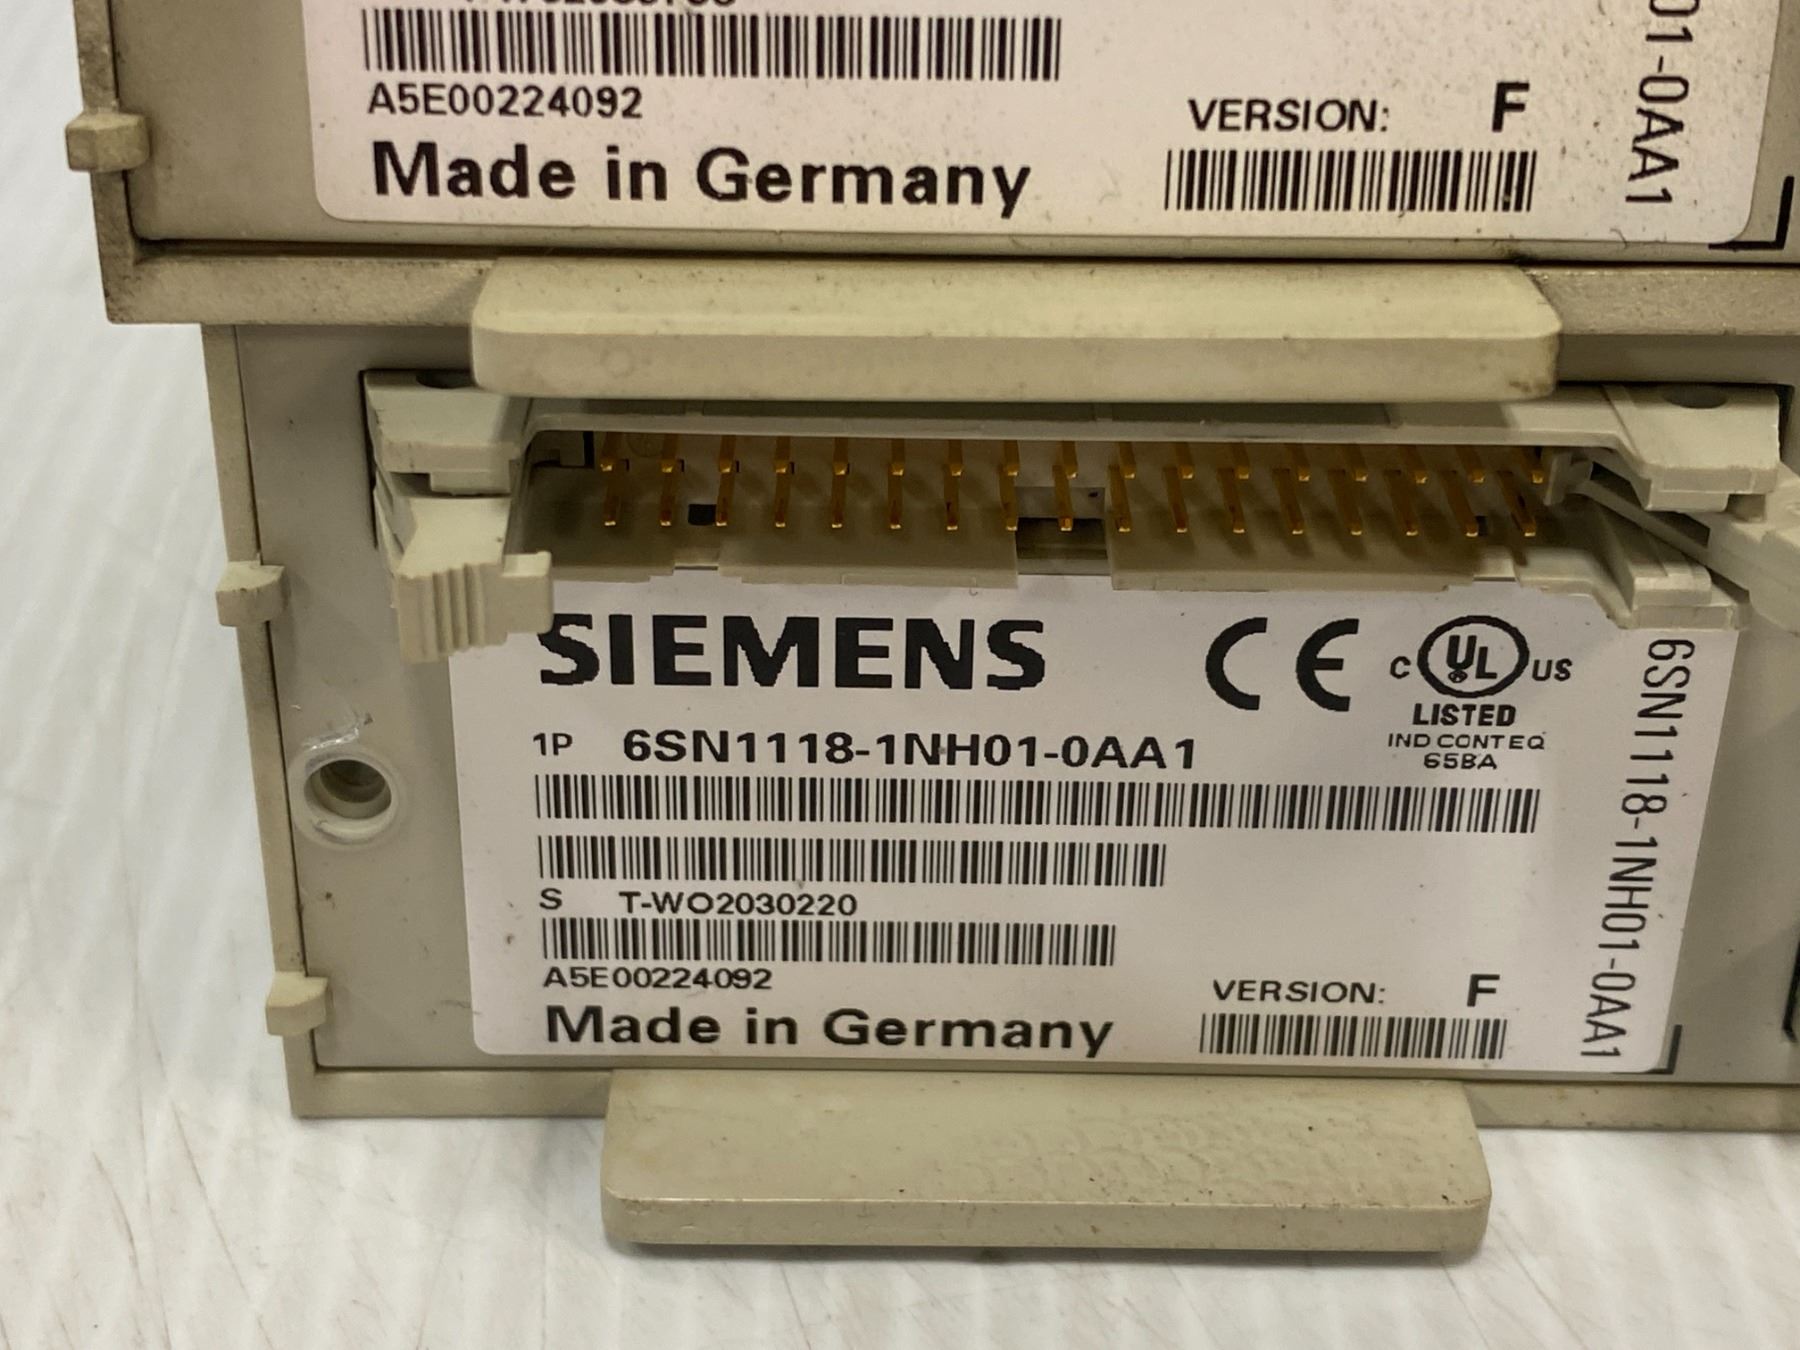 A5E00224092
VERSION: F
Made in Germany
01-0AA1
SIEMENS
CE
C UL US
LISTED
IND CONT EQ
65BA
1P 6SN1118-1NH01-0AA1
S T-WO2030220
A5E00224092
VERSION: F
Made in Germany
6SN1118-1NH01-0AA1